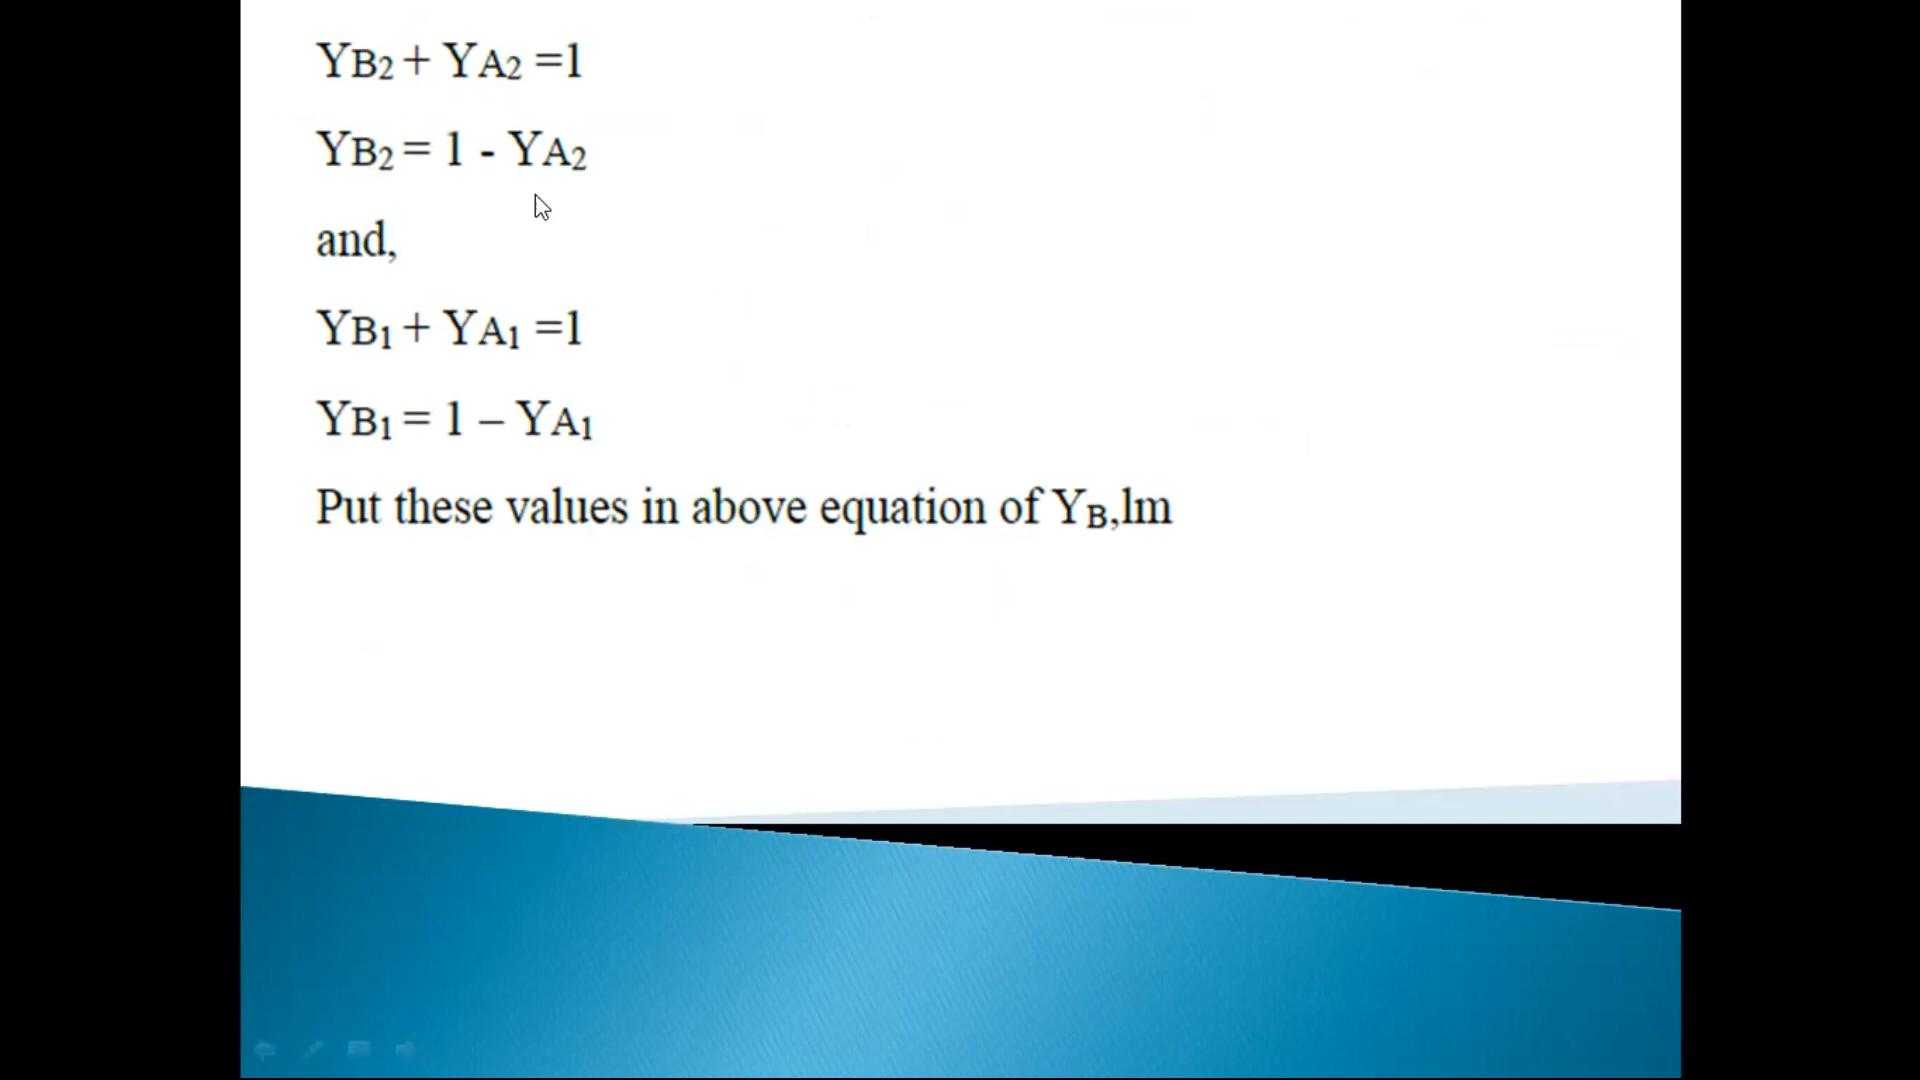 YB2 + YA2 =1
YB2 = 1 - YA2
and,
YB1 + YA1 =1
YB1 = 1 – YA1
Put these values in above equation of YB,lm